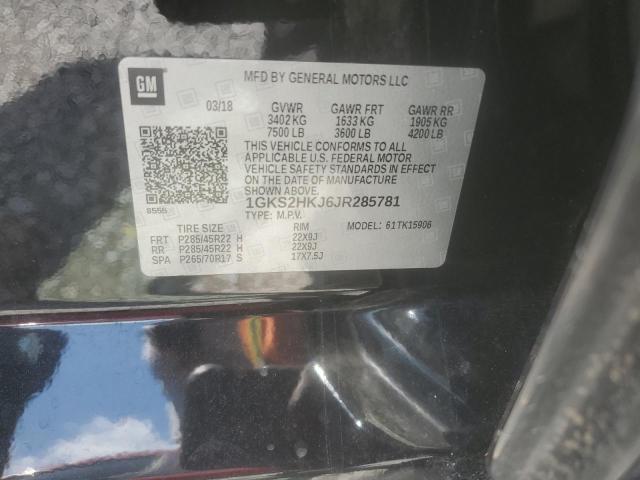 GM
MFD BY GENERAL MOTORS LLC
03/18 GVWR GAWR FRT GAWR RR
3402 KG 1633 KG 1905 KG
7500 LB 3600 LB 4200 LB
THIS VEHICLE CONFORMS TO ALL
APPLICABLE U.S. FEDERAL MOTOR
VEHICLE SAFETY STANDARDS IN EFFECT
ON THE DATE OF MANUFACTURE SHOWN
ABOVE.
1GKS2HKJ6JR285781
8555 TYPE: M.P.V. MODEL: 61TK15906
TIRE SIZE RIM
FRT P285/45R22 H 22X9J
RR P285/45R22 H 22X9J
SPA P265/70R17 S 17X7.5J